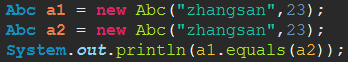 Abc a1 = new Abc("zhangsan",23);
Abc a2 = new Abc("zhangsan",23);
System.out.println(a1.equals(a2));